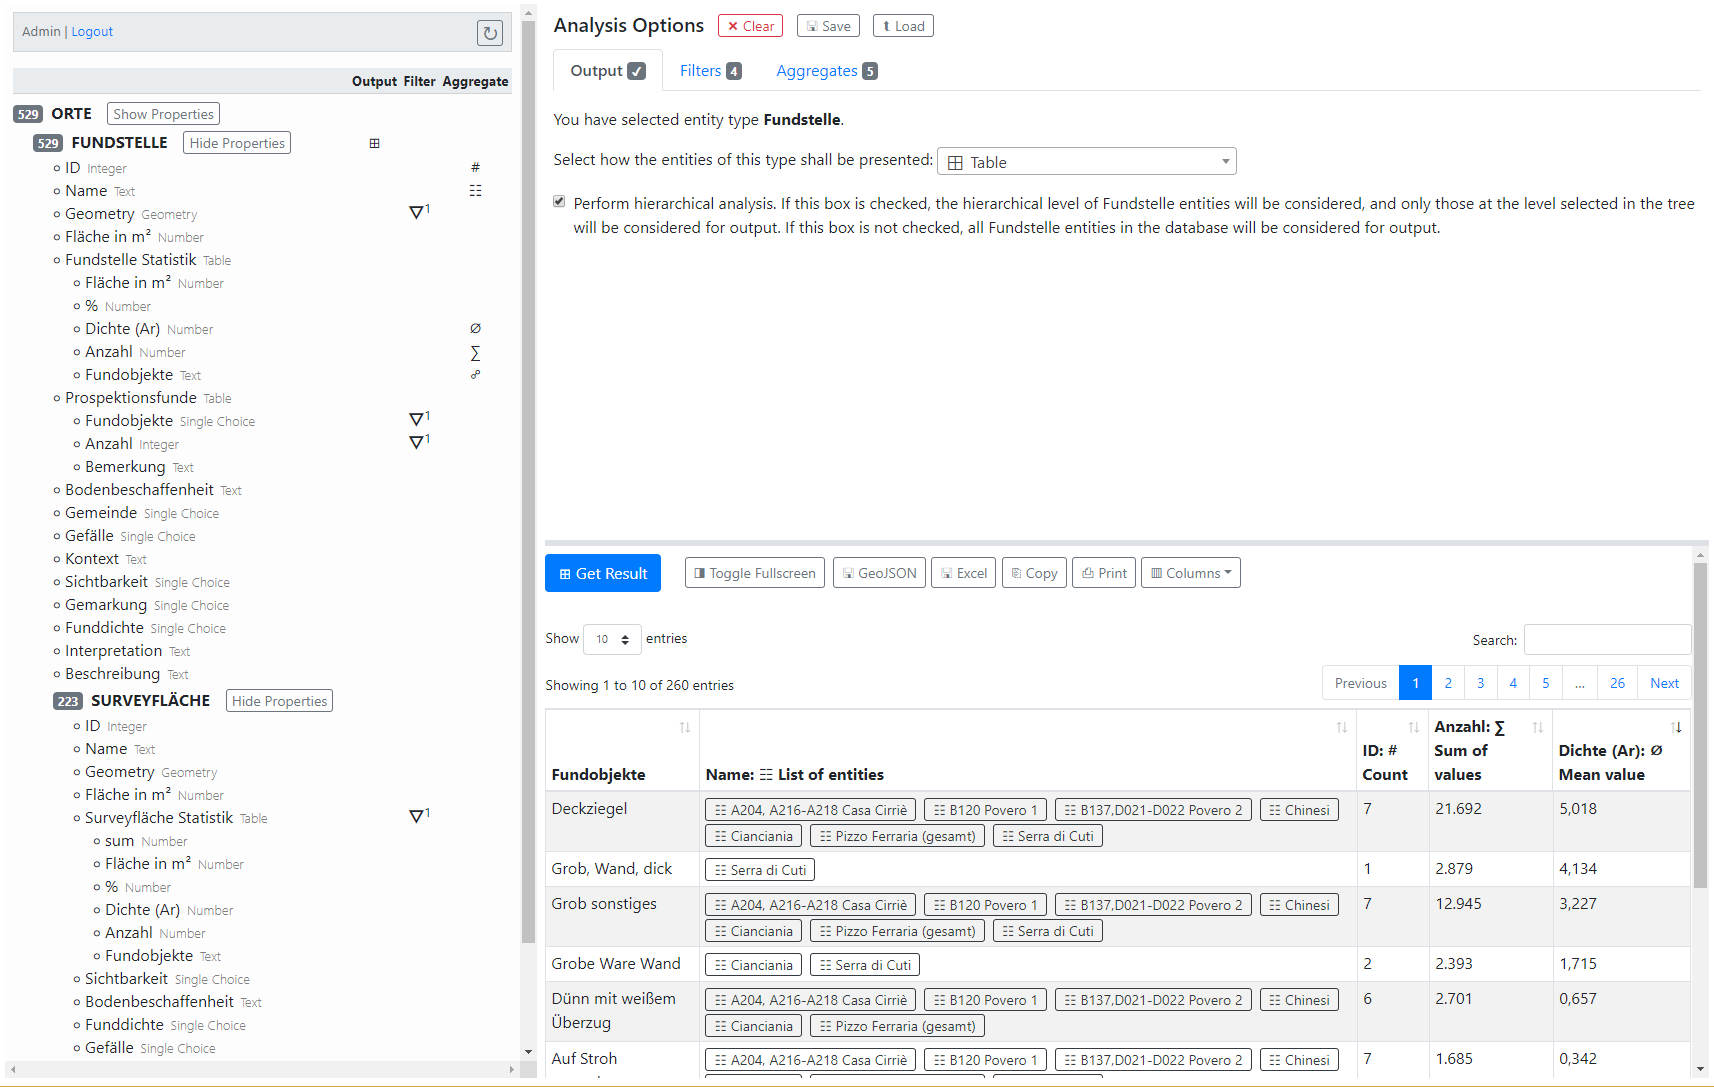 Admin | Logout
Output Filter Aggregate
529 ORTE Show Properties
529 FUNDSTELLE Hide Properties
ID Integer #
Name Text
Geometry Geometry 1
Fläche in m² Number
Fundstelle Statistik Table
Fläche in m² Number
% Number
Dichte (Ar) Number Ø
Anzahl Number ∑
Fundobjekte Text
Prospektionsfunde Table
Fundobjekte Single Choice 1
Anzahl Integer 1
Bemerkung Text
Bodenbeschaffenheit Text
Gemeinde Single Choice
Gefälle Single Choice
Kontext Text
Sichtbarkeit Single Choice
Gemarkung Single Choice
Funddichte Single Choice
Interpretation Text
Beschreibung Text
223 SURVEYFLÄCHE Hide Properties
ID Integer
Name Text
Geometry Geometry
Fläche in m² Number
Surveyfläche Statistik Table 1
sum Number
Fläche in m² Number
% Number
Dichte (Ar) Number
Anzahl Number
Fundobjekte Text
Sichtbarkeit Single Choice
Bodenbeschaffenheit Text
Funddichte Single Choice
Gefälle Single Choice
Analysis Options Clear Save Load
Output Filters 4 Aggregates 5
You have selected entity type Fundstelle.
Select how the entities of this type shall be presented: Table
Perform hierarchical analysis. If this box is checked, the hierarchical level of Fundstelle entities will be considered, and only those at the level selected in the tree
will be considered for output. If this box is not checked, all Fundstelle entities in the database will be considered for output.
Get Result Toggle Fullscreen GeoJSON Excel Copy Print Columns
Show 10 entries Search:
Showing 1 to 10 of 260 entries Previous 1 2 3 4 5 ... 26 Next
Fundobjekte Name: List of entities ID: # Count Anzahl: ∑ Sum of values Dichte (Ar): Ø Mean value
Deckziegel A204, A216-A218 Casa Cirriè B120 Povero 1 B137,D021-D022 Povero 2 Chinesi 7 21.692 5,018
Cianciania Pizzo Ferraria (gesamt) Serra di Cuti
Grob, Wand, dick Serra di Cuti 1 2.879 4,134
Grob sonstiges A204, A216-A218 Casa Cirriè B120 Povero 1 B137,D021-D022 Povero 2 Chinesi 7 12.945 3,227
Cianciania Pizzo Ferraria (gesamt) Serra di Cuti
Grobe Ware Wand Cianciania Serra di Cuti 2 2.393 1,715
Dünn mit weißem A204, A216-A218 Casa Cirriè B120 Povero 1 B137,D021-D022 Povero 2 Chinesi 6 2.701 0,657
Überzug Cianciania Pizzo Ferraria (gesamt)
Auf Stroh A204, A216-A218 Casa Cirriè B120 Povero 1 B137,D021-D022 Povero 2 Chinesi 7 1.685 0,342